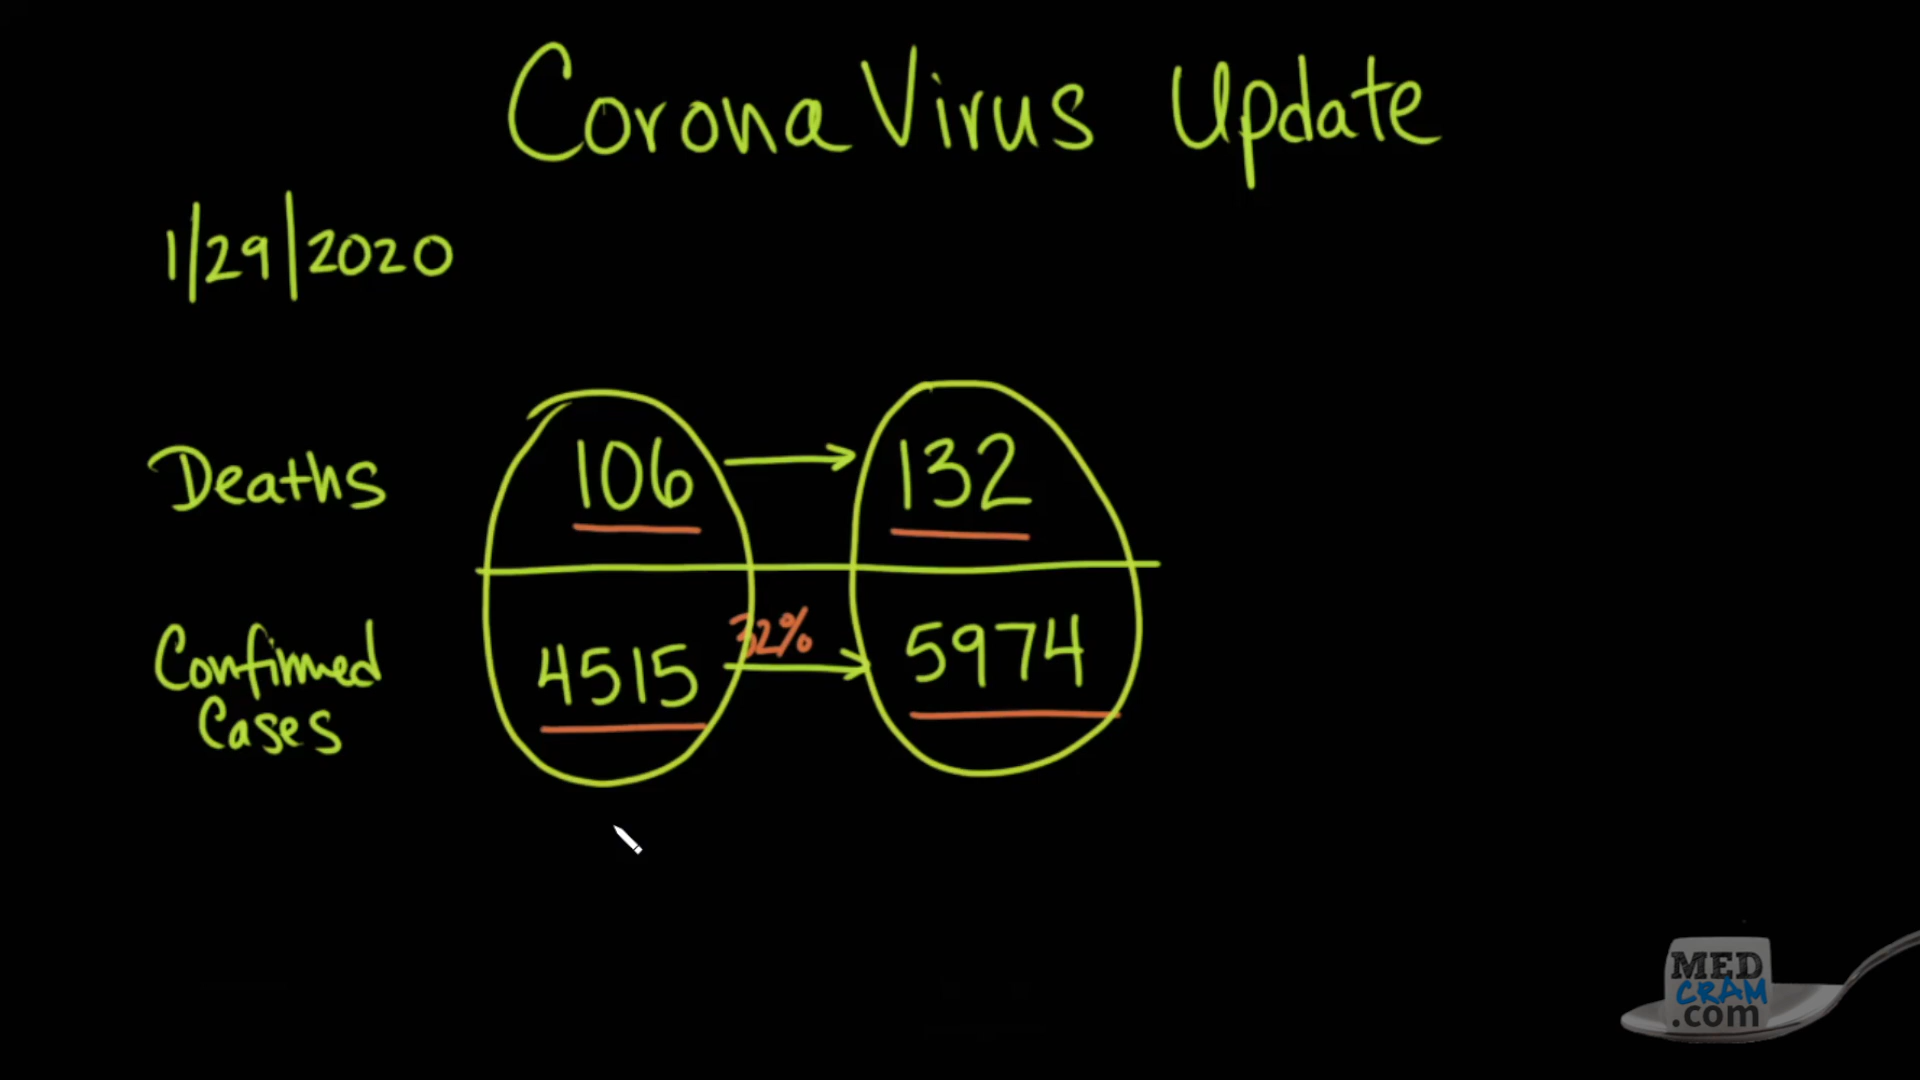 Corona Virus Update
1/29/2020
Deaths 106 132
32%
Confirmed 4515 5974
Cases
MED
CRAM
.com